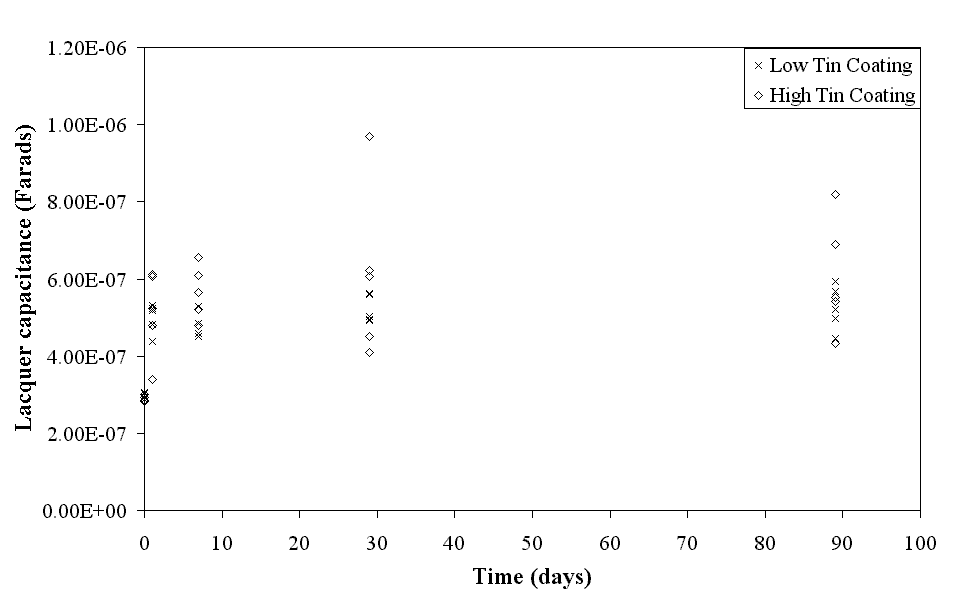 1.20E-06
1.00E-06
8.00E-07
6.00E-07
4.00E-07
2.00E-07
0.00E+00
Lacquer capacitance (Farads)
Low Tin Coating
High Tin Coating
0 10 20 30 40 50 60 70 80 90 100
Time (days)